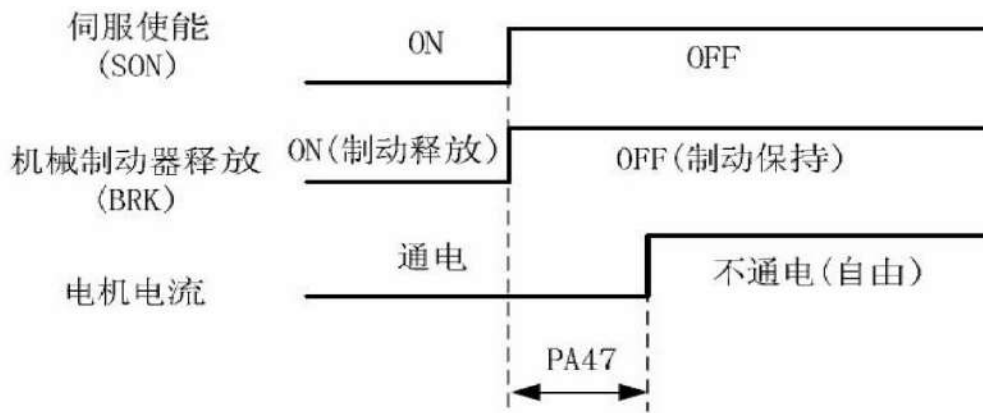 伺服使能
(SON)
ON
OFF
机械制动器释放
(BRK)
ON(制动释放)
OFF(制动保持)
电机电流
通电
不通电(自由)
PA47